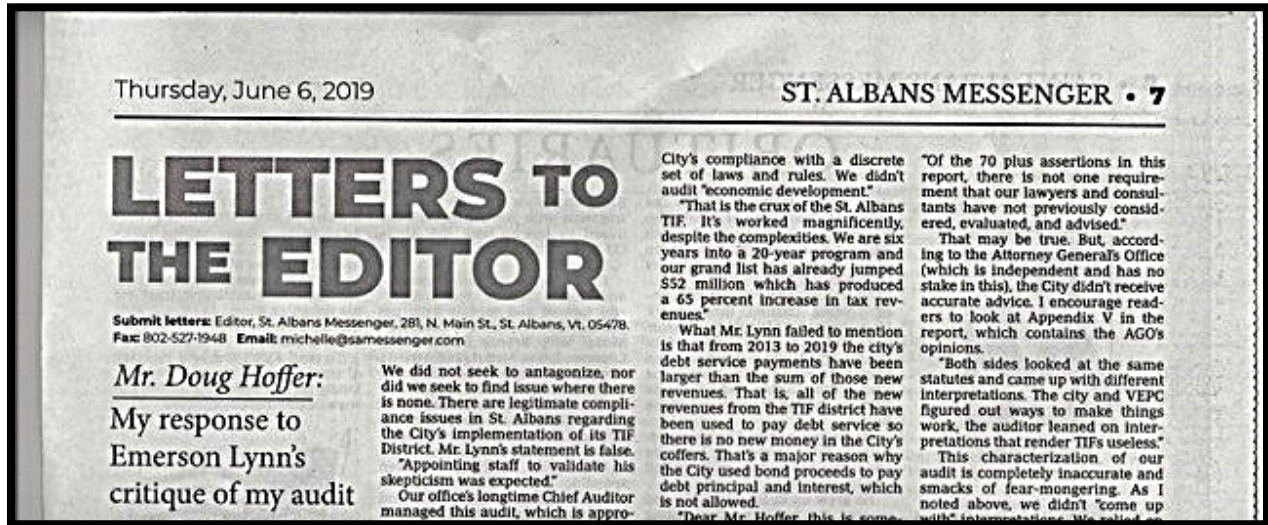 Thursday, June 6, 2019
ST. ALBANS MESSENGER • 7
LETTERS TO
THE EDITOR
Submit letters: Editor, St. Albans Messenger, 281, N. Main St., St. Albans, Vt. 05478.
Fax: 802-527-1948 Email: michelle@samessenger.com
Mr. Doug Hoffer:
My response to
Emerson Lynn's
critique of my audit
We did not seek to antagonize, nor
did we seek to find issue where there
is none. There are legitimate compli-
ance issues in St. Albans regarding
the City's implementation of its TIF
District. Mr. Lynn's statement is false.
"Appointing staff to validate his
skepticism was expected."
Our office's longtime Chief Auditor
managed this audit, which is appro-
City's compliance with a discrete
set of laws and rules. We didn't
audit "economic development."
"That is the crux of the St. Albans
TIF. It's worked magnificently,
despite the complexities. We are six
years into a 20-year program and
our grand list has already jumped
$52 million which has produced
a 65 percent increase in tax rev-
enues."
What Mr. Lynn failed to mention
is that from 2013 to 2019 the city's
debt service payments have been
larger than the sum of those new
revenues. That is, all of the new
revenues from the TIF district have
been used to pay debt service so
there is no new money in the City's
coffers. That's a major reason why
the City used bond proceeds to pay
debt principal and interest, which
is not allowed.
"Dear Mr. Hoffer, this is some-
"Of the 70 plus assertions in this
report, there is not one require-
ment that our lawyers and consul-
tants have not previously consid-
ered, evaluated, and advised."
That may be true. But, accord-
ing to the Attorney General's Office
(which is independent and has no
stake in this), the City didn't receive
accurate advice. I encourage read-
ers to look at Appendix V in the
report, which contains the AGO's
opinions.
"Both sides looked at the same
statutes and came up with different
interpretations. The city and VEPC
figured out ways to make things
work, the auditor leaned on inter-
pretations that render TIFs useless."
This characterization of our
audit is completely inaccurate and
smacks of fear-mongering. As I
noted above, we didn't "come up
with" interpretations. We relied on